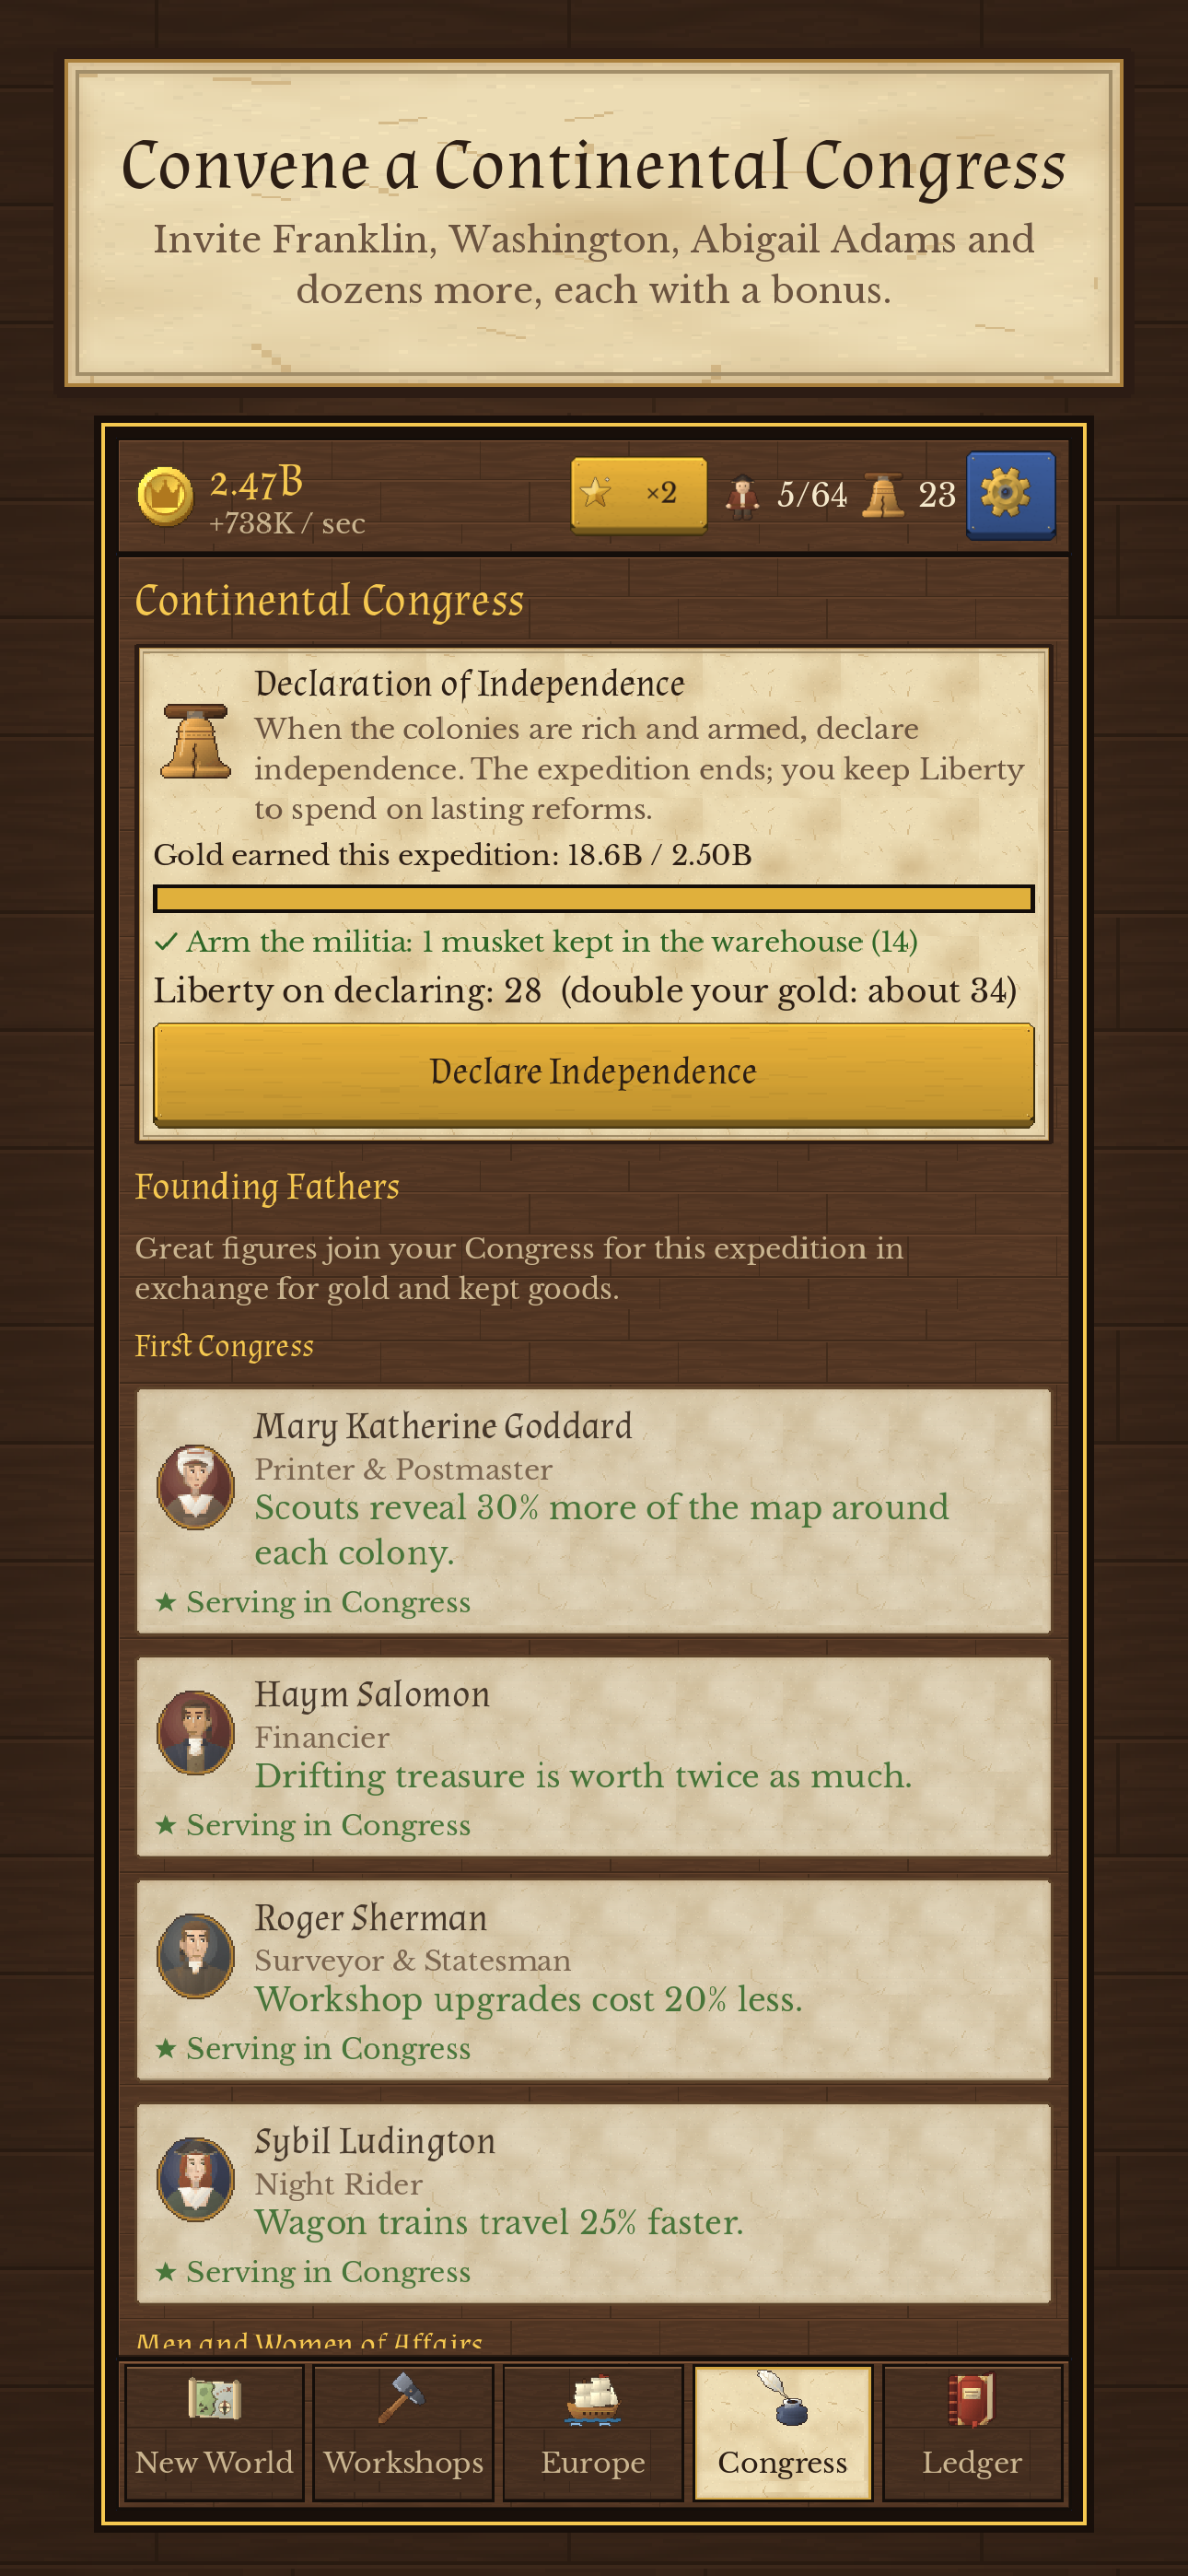 Convene a Continental Congress
Invite Franklin, Washington, Abigail Adams and
dozens more, each with a bonus.
2.47B
+738K / sec
×2
5/64
23
Continental Congress
Declaration of Independence
When the colonies are rich and armed, declare
independence. The expedition ends; you keep Liberty
to spend on lasting reforms.
Gold earned this expedition: 18.6B / 2.50B
✓ Arm the militia: 1 musket kept in the warehouse (14)
Liberty on declaring: 28 (double your gold: about 34)
Declare Independence
Founding Fathers
Great figures join your Congress for this expedition in
exchange for gold and kept goods.
First Congress
Mary Katherine Goddard
Printer & Postmaster
Scouts reveal 30% more of the map around
each colony.
★ Serving in Congress
Haym Salomon
Financier
Drifting treasure is worth twice as much.
★ Serving in Congress
Roger Sherman
Surveyor & Statesman
Workshop upgrades cost 20% less.
★ Serving in Congress
Sybil Ludington
Night Rider
Wagon trains travel 25% faster.
★ Serving in Congress
Men and Women of Affairs
New World
Workshops
Europe
Congress
Ledger